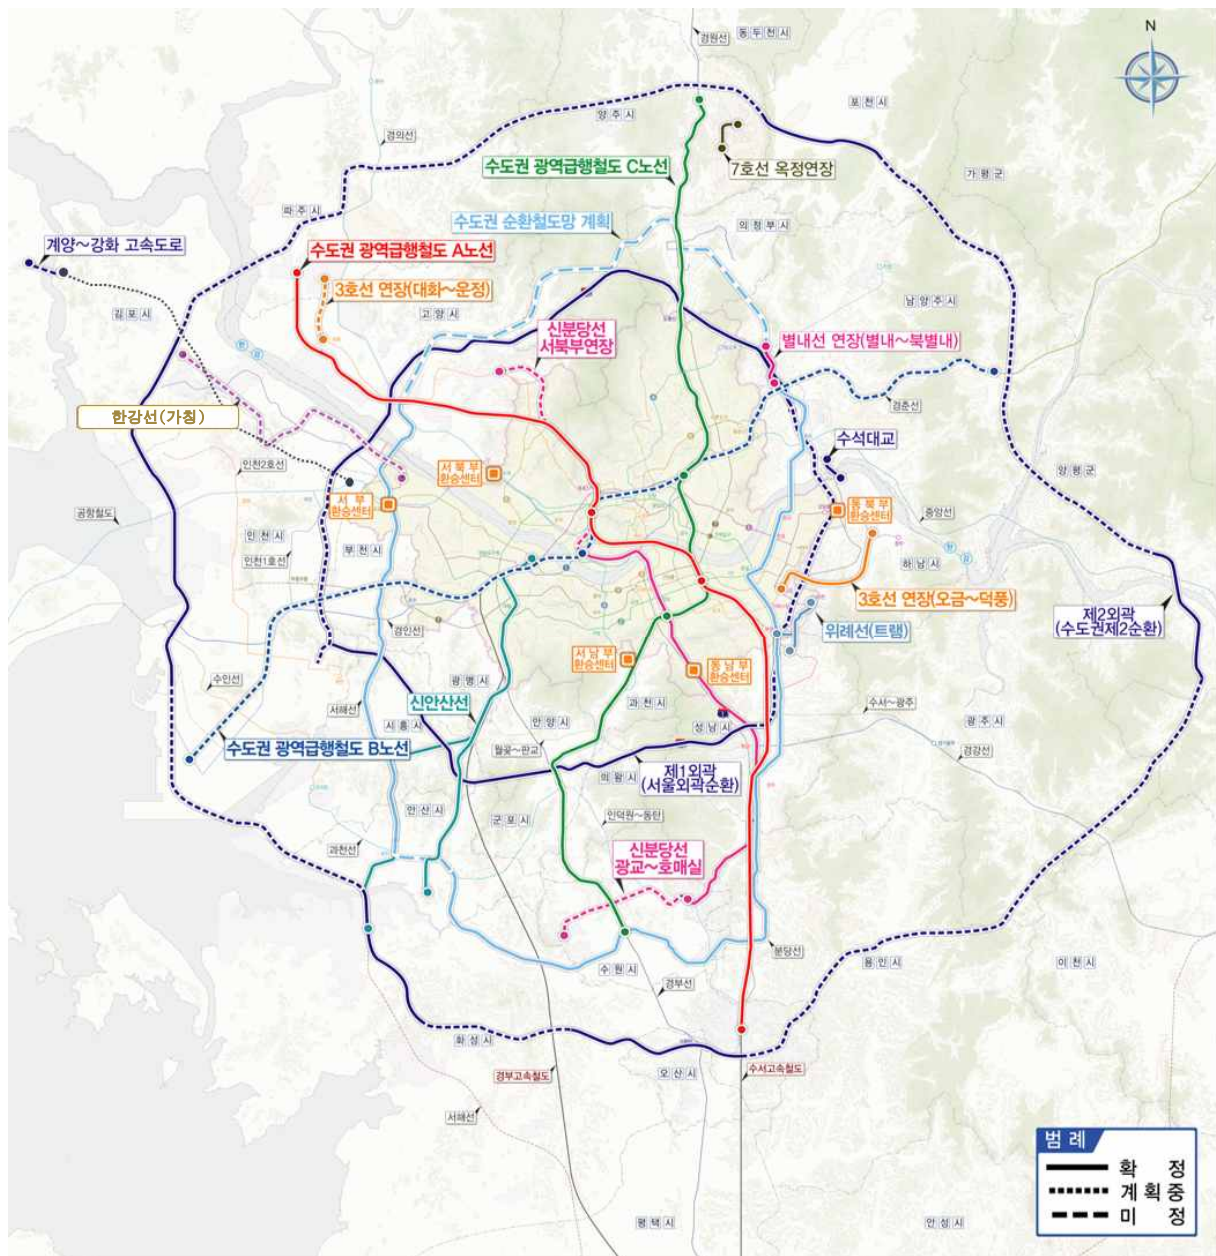 N
동두천시
경원선
포천시
양주시
경의선
수도권 광역급행철도 C노선
7호선 옥정연장
가평군
파주시
수도권 순환철도망 계획
의정부시
계양~강화 고속도로
수도권 광역급행철도 A노선
3호선 연장(대화~운정)
김포시
고양시
남양주시
신분당선
서북부연장
별내선 연장(별내~북별내)
한강
한강선(가칭)
경춘선
수석대교
인천2호선
서북부
환승센터
양평군
서부
환승센터
동북부
환승센터
공항철도
중앙선
인천시
부천시
인천1호선
한강
하남시
3호선 연장(오금~덕풍)
제2외곽
(수도권제2순환)
위례선(트램)
경인선
서남부
환승센터
동남부
환승센터
수인선
광명시
서해선
신안산선
과천시
수서~광주
시흥시
안양시
성남시
광주시
수도권 광역급행철도 B노선
월곶~판교
경강선
의왕시
제1외곽
(서울외곽순환)
안산시
군포시
인덕원~동탄
과천선
신분당선
광교~호매실
분당선
수원시
용인시
이천시
경부선
화성시
오산시
경부고속철도
수서고속철도
서해선
평택시
안성시
범례
확정
계획중
미정